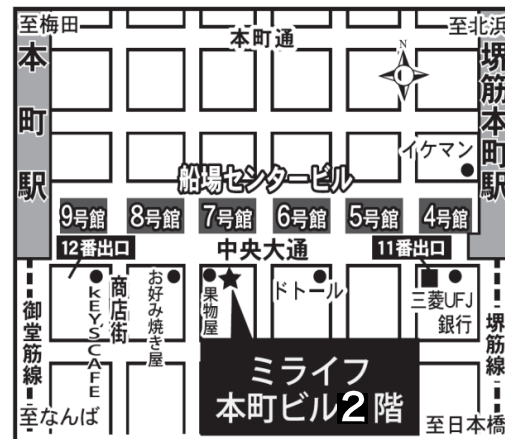 至梅田
本町通
至北浜
N
本町駅
堺筋本町駅
イケマン
船場センタービル
9号館
8号館
7号館
6号館
5号館
4号館
12番出口
中央大通
11番出口
御堂筋線
KEY'S CAFE
商店街
お好み焼き屋
果物屋
ドトール
三菱UFJ
銀行
堺筋線
ミライフ
本町ビル2階
至なんば
至日本橋